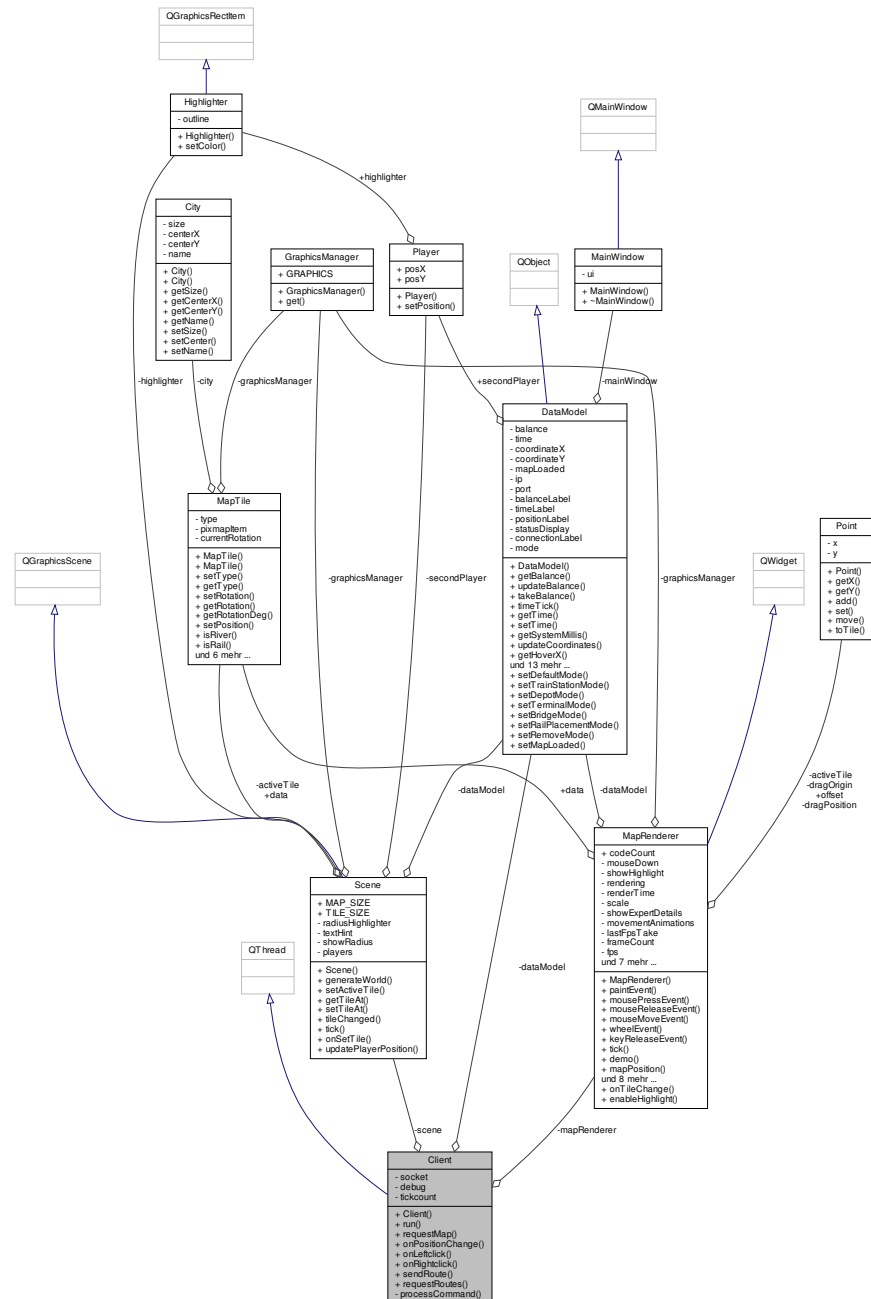 QGraphicsRectItem
Highlighter
- outline
+ Highlighter()
+ setColor()
QMainWindow
+highlighter
City
- size
- centerX
- centerY
- name
+ City()
+ City()
+ getSize()
+ getCenterX()
+ getCenterY()
+ getName()
+ setSize()
+ setCenter()
+ setName()
GraphicsManager
+ GRAPHICS
+ GraphicsManager()
+ get()
Player
+ posX
+ posY
+ Player()
+ setPosition()
QObject
MainWindow
- ui
+ MainWindow()
+ ~MainWindow()
-highlighter
-city
-graphicsManager
+secondPlayer
-mainWindow
DataModel
- balance
- time
- coordinateX
- coordinateY
- mapLoaded
- ip
- port
- balanceLabel
- timeLabel
- positionLabel
- statusDisplay
- connectionLabel
- mode
+ DataModel()
+ getBalance()
+ updateBalance()
+ takeBalance()
+ timeTick()
+ getTime()
+ setTime()
+ getSystemMillis()
+ updateCoordinates()
+ getHoverX()
und 13 mehr ...
+ setDefaultMode()
+ setTrainStationMode()
+ setDepotMode()
+ setTerminalMode()
+ setBridgeMode()
+ setRailPlacementMode()
+ setRemoveMode()
+ setMapLoaded()
MapTile
- type
- pixmapItem
- currentRotation
+ MapTile()
+ MapTile()
+ setType()
+ getType()
+ setRotation()
+ getRotation()
+ getRotationDeg()
+ setPosition()
+ isRiver()
+ isRail()
und 6 mehr ...
QGraphicsScene
-graphicsManager
-secondPlayer
-graphicsManager
QWidget
Point
- x
- y
+ Point()
+ getX()
+ getY()
+ add()
+ set()
+ move()
+ toTile()
-activeTile
+data
-dataModel
+data
-dataModel
-activeTile
-dragOrigin
+offset
-dragPosition
Scene
+ MAP_SIZE
+ TILE_SIZE
- radiusHighlighter
- textHint
- showRadius
- players
+ Scene()
+ generateWorld()
+ setActiveTile()
+ getTileAt()
+ setTileAt()
+ tileChanged()
+ tick()
+ onSetTile()
+ updatePlayerPosition()
MapRenderer
+ codeCount
- mouseDown
- showHighlight
- rendering
- renderTime
- scale
- showExpertDetails
- movementAnimations
- lastFpsTake
- frameCount
- fps
und 7 mehr ...
+ MapRenderer()
+ paintEvent()
+ mousePressEvent()
+ mouseReleaseEvent()
+ mouseMoveEvent()
+ wheelEvent()
+ keyReleaseEvent()
+ tick()
+ demo()
+ mapPosition()
und 8 mehr ...
+ onTileChange()
+ enableHighlight()
QThread
-dataModel
-scene
-mapRenderer
Client
- socket
- debug
- tickcount
+ Client()
+ run()
+ requestMap()
+ onPositionChange()
+ onLeftclick()
+ onRightclick()
+ sendRoute()
+ requestRoutes()
- processCommand()